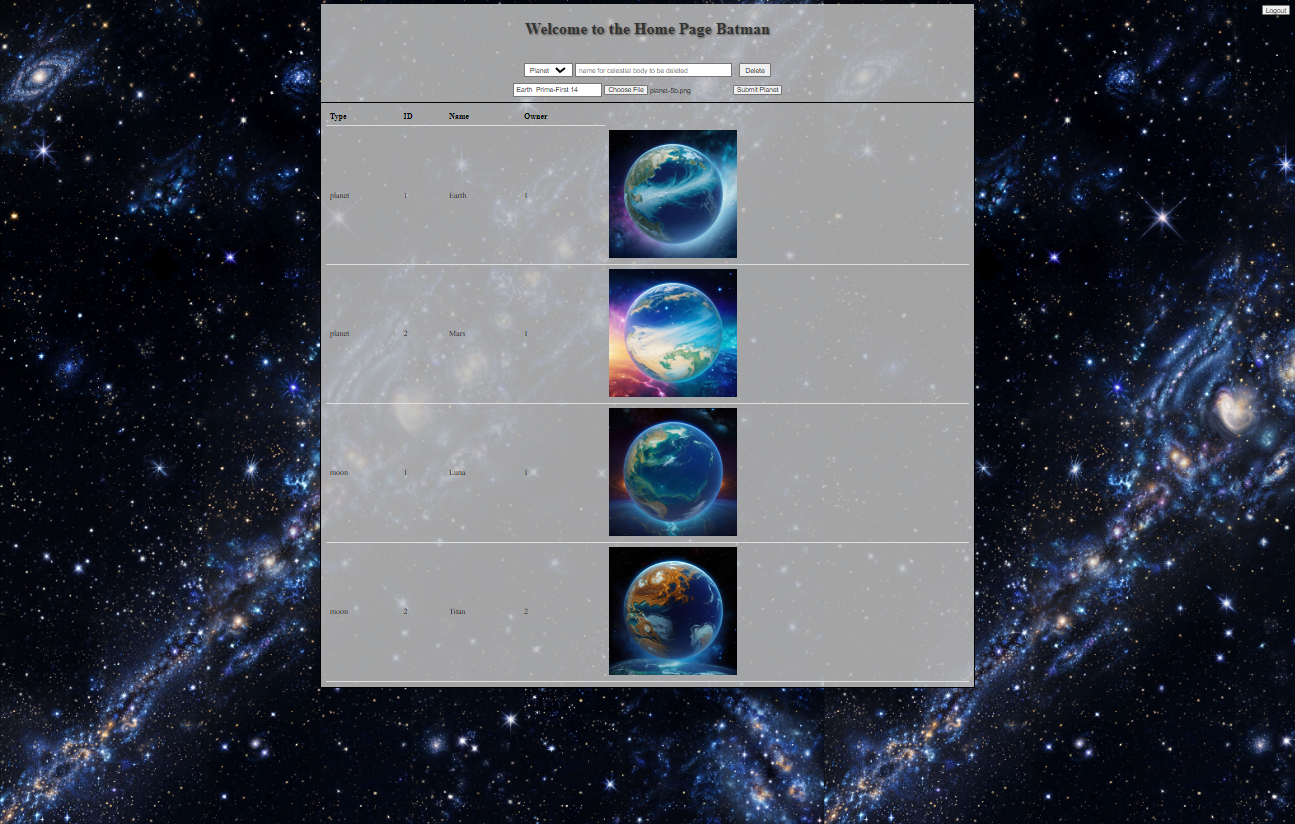 Logout
Welcome to the Home Page Batman
Planet name for celestial body to be deleted Delete
Earth Prime-First 14 Choose File planet-5b.png Submit Planet
Type ID Name Owner
planet 1 Earth 1
planet 2 Mars 1
moon 1 Luna 1
moon 2 Titan 2